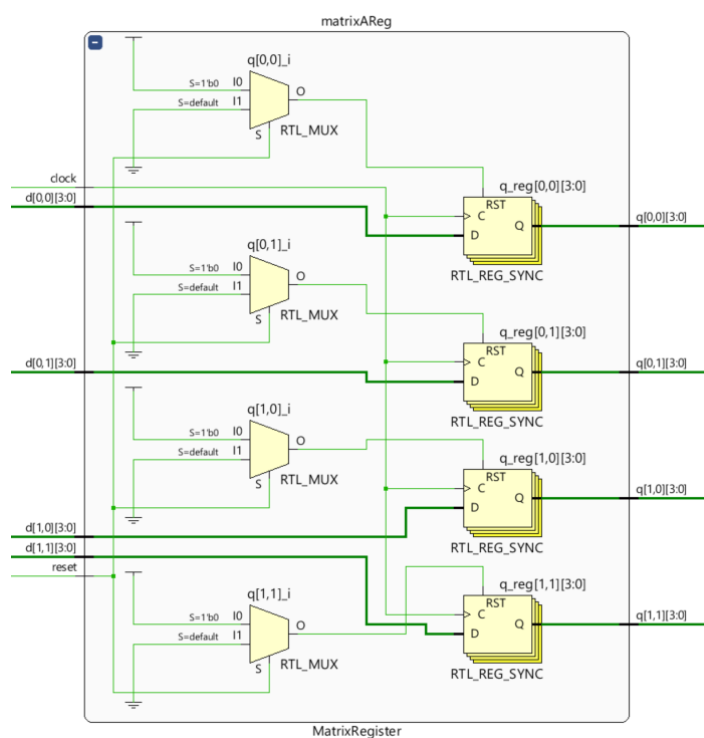 matrixAReg
q[0,0]_i
S=1'b0 I0
S=default I1
O
S
RTL_MUX
clock
d[0,0][3:0]
q_reg[0,0][3:0]
RST
C
D
Q
q[0,0][3:0]
RTL_REG_SYNC
q[0,1]_i
S=1'b0 I0
S=default I1
O
S
RTL_MUX
d[0,1][3:0]
q_reg[0,1][3:0]
RST
C
D
Q
q[0,1][3:0]
RTL_REG_SYNC
q[1,0]_i
S=1'b0 I0
S=default I1
O
S
RTL_MUX
q_reg[1,0][3:0]
RST
C
D
Q
q[1,0][3:0]
RTL_REG_SYNC
d[1,0][3:0]
d[1,1][3:0]
reset
q[1,1]_i
S=1'b0 I0
S=default I1
O
S
RTL_MUX
q_reg[1,1][3:0]
RST
C
D
Q
q[1,1][3:0]
RTL_REG_SYNC
MatrixRegister